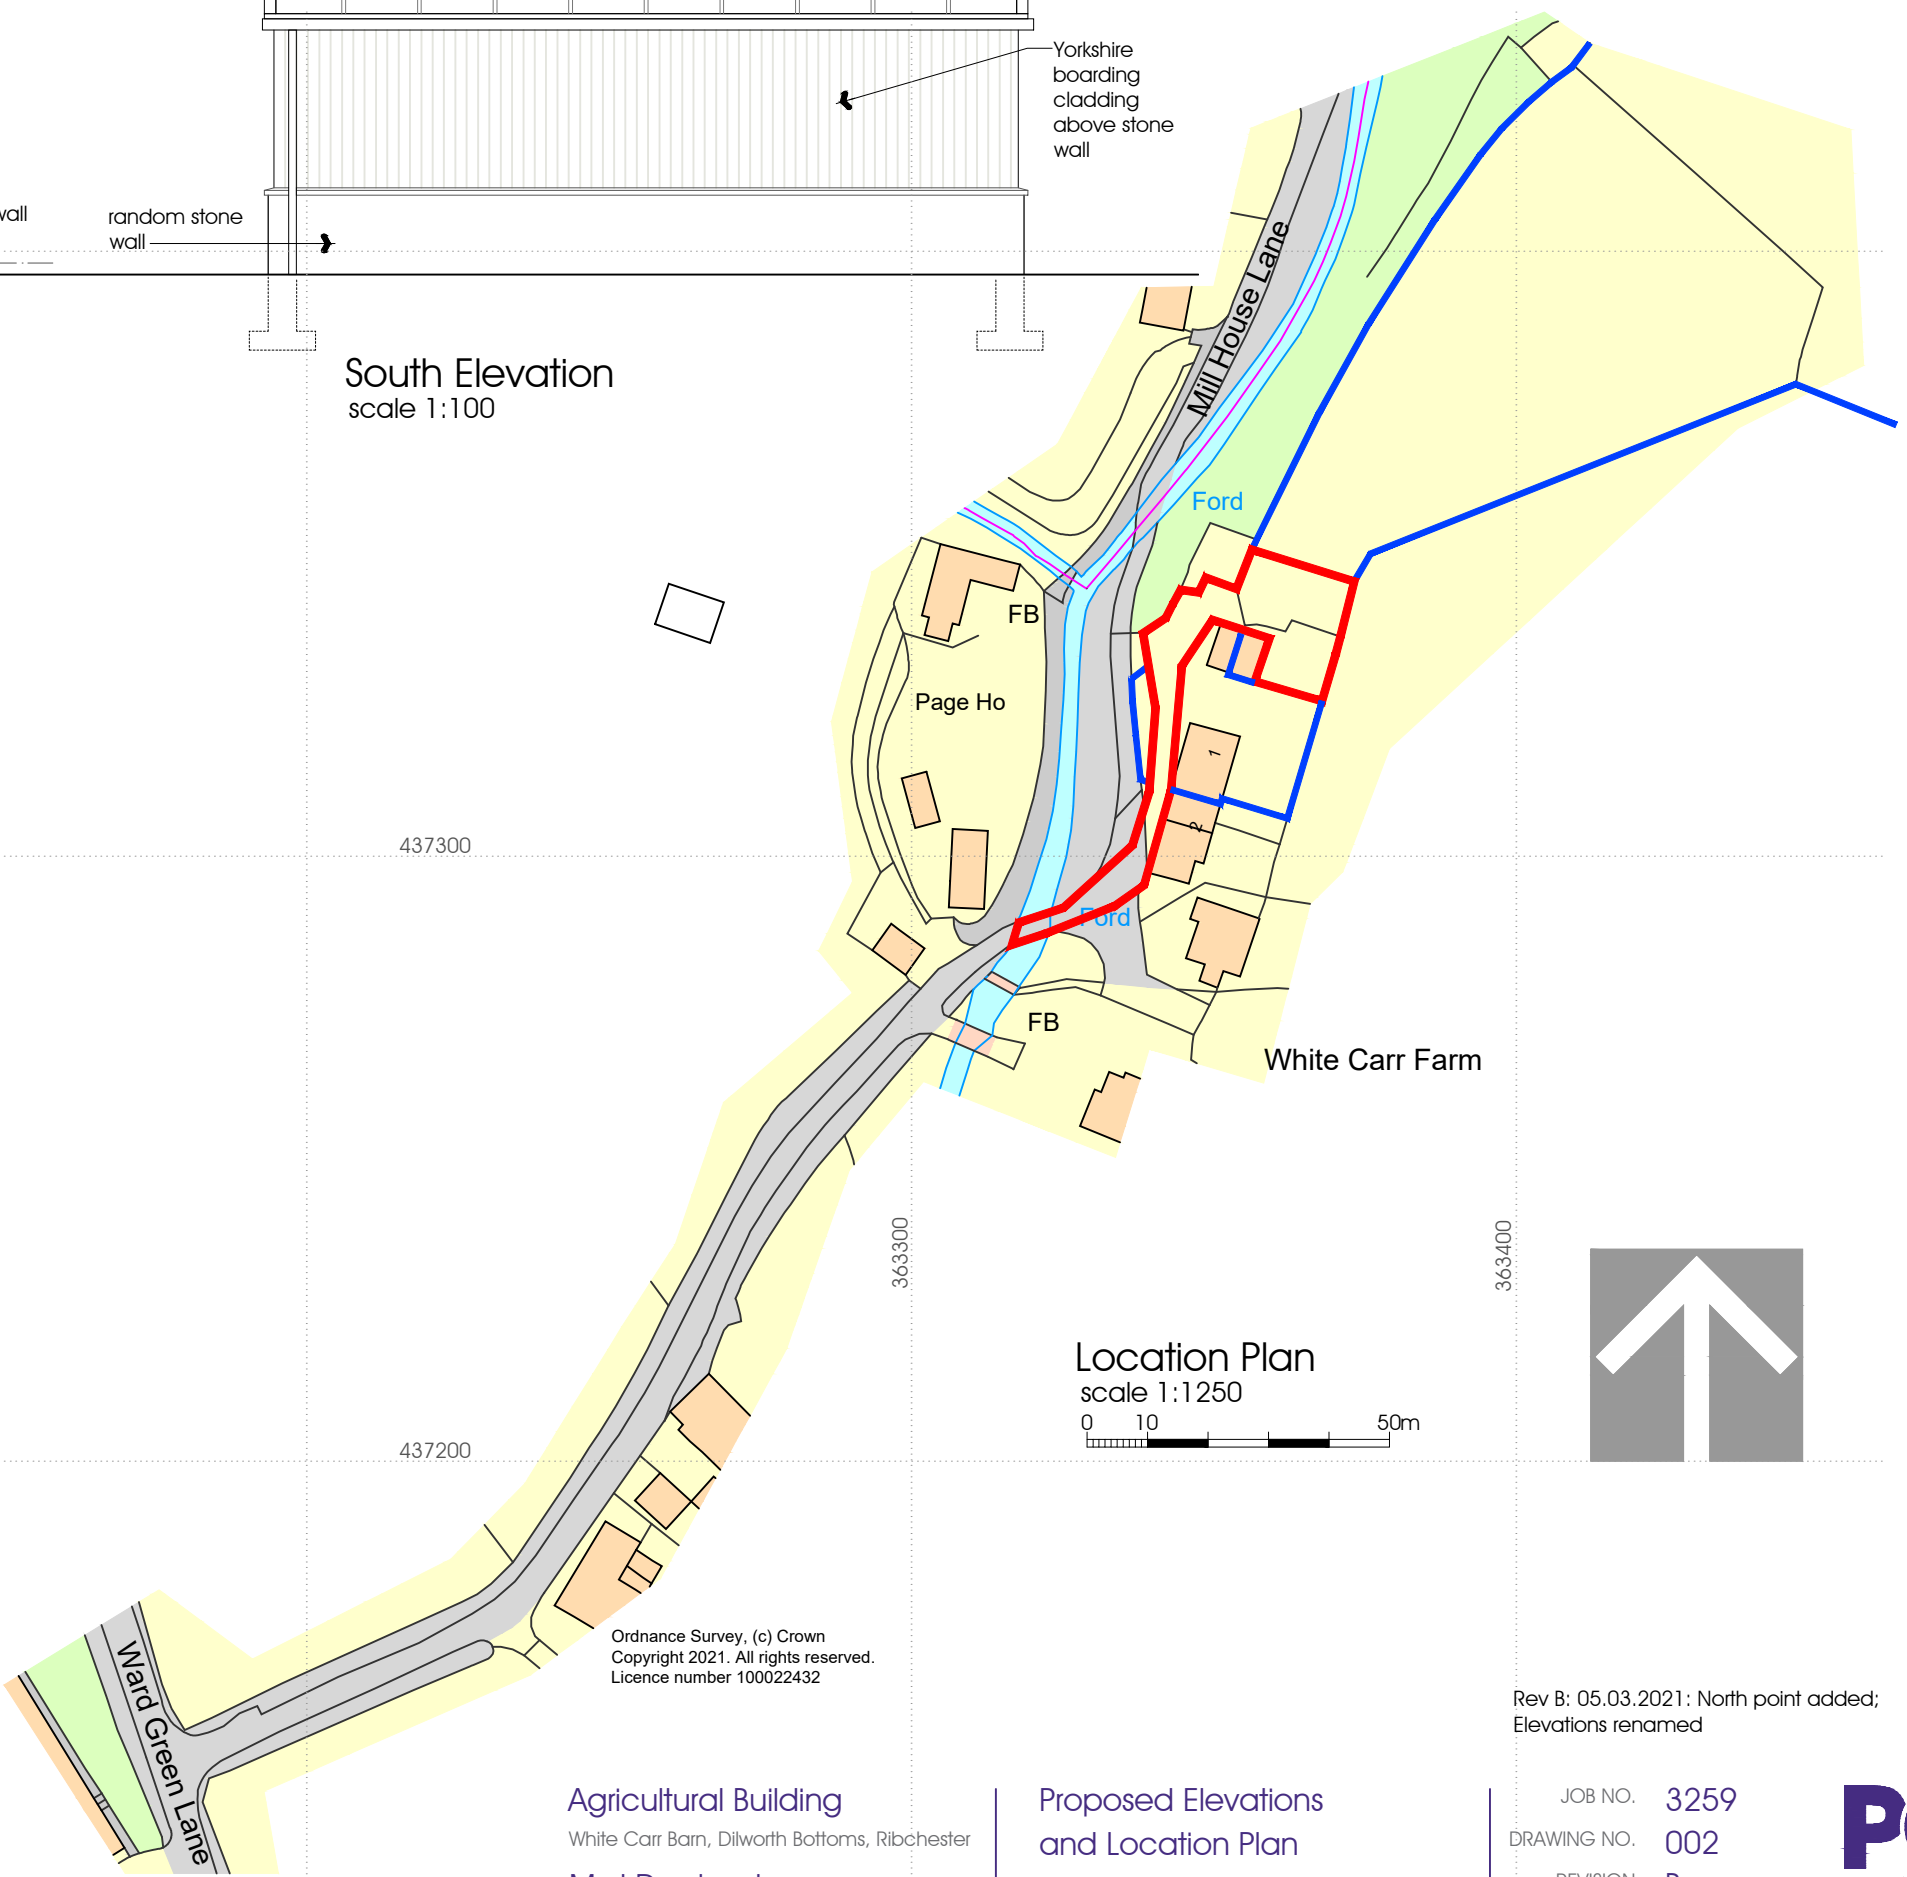 Yorkshire
boarding
cladding
above stone
wall
wall
random stone
wall
South Elevation
scale 1:100
Mill House Lane
Ford
FB
Page Ho
1
2
437300
Ford
FB
White Carr Farm
363300
363400
Location Plan
scale 1:1250
0 10 50m
437200
Ordnance Survey, (c) Crown
Copyright 2021. All rights reserved.
Licence number 100022432
Ward Green Lane
Rev B: 05.03.2021: North point added;
Elevations renamed
Agricultural Building
White Carr Barn, Dilworth Bottoms, Ribchester
Proposed Elevations
and Location Plan
JOB NO. 3259
DRAWING NO. 002
REVISION